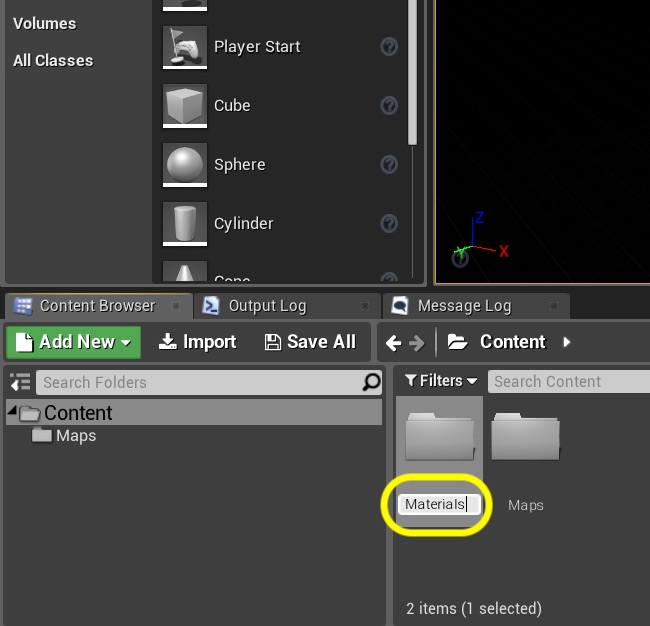 Volumes
All Classes
Player Start
Cube
Sphere
Cylinder
Cone
Z
Y
X
Content Browser
Output Log
Message Log
Add New
Import
Save All
Content
Search Folders
Filters
Search Content
Content
Maps
Materials
Maps
2 items (1 selected)